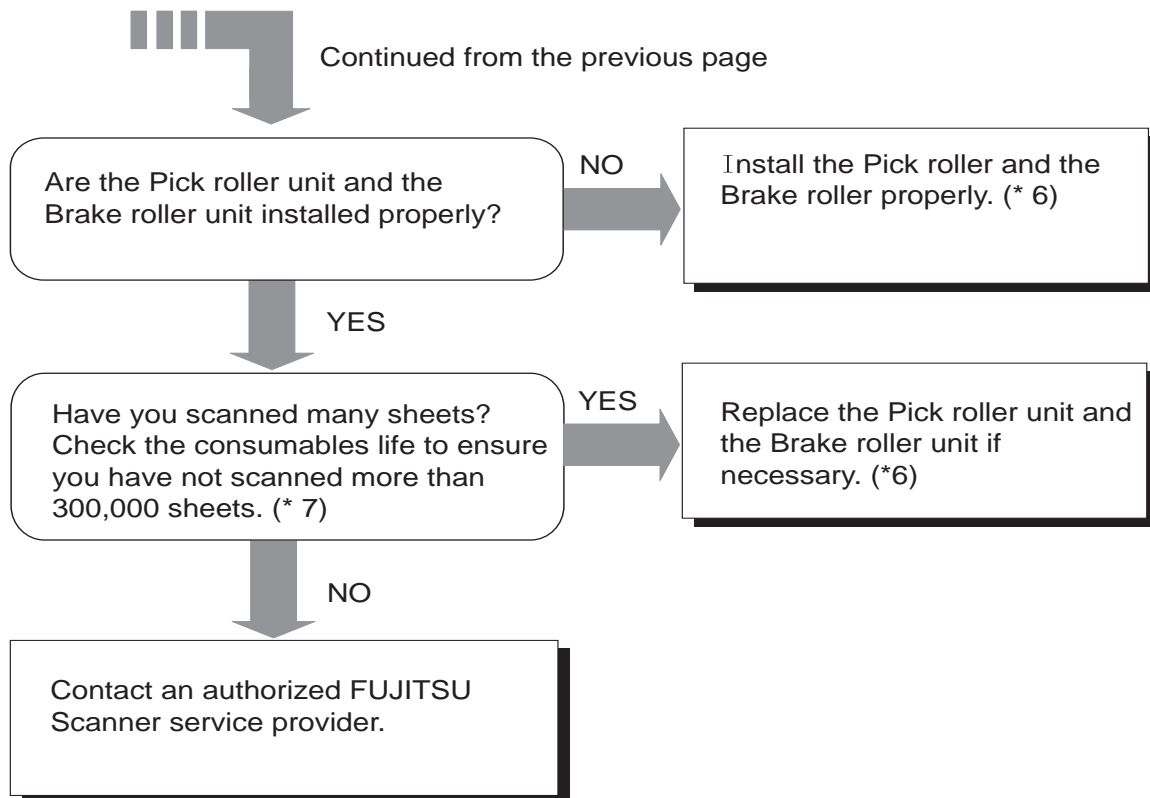 Continued from the previous page
Are the Pick roller unit and the
Brake roller unit installed properly?
NO
Install the Pick roller and the
Brake roller properly. (* 6)
YES
Have you scanned many sheets?
Check the consumables life to ensure
you have not scanned more than
300,000 sheets. (* 7)
YES
Replace the Pick roller unit and
the Brake roller unit if
necessary. (*6)
NO
Contact an authorized FUJITSU
Scanner service provider.